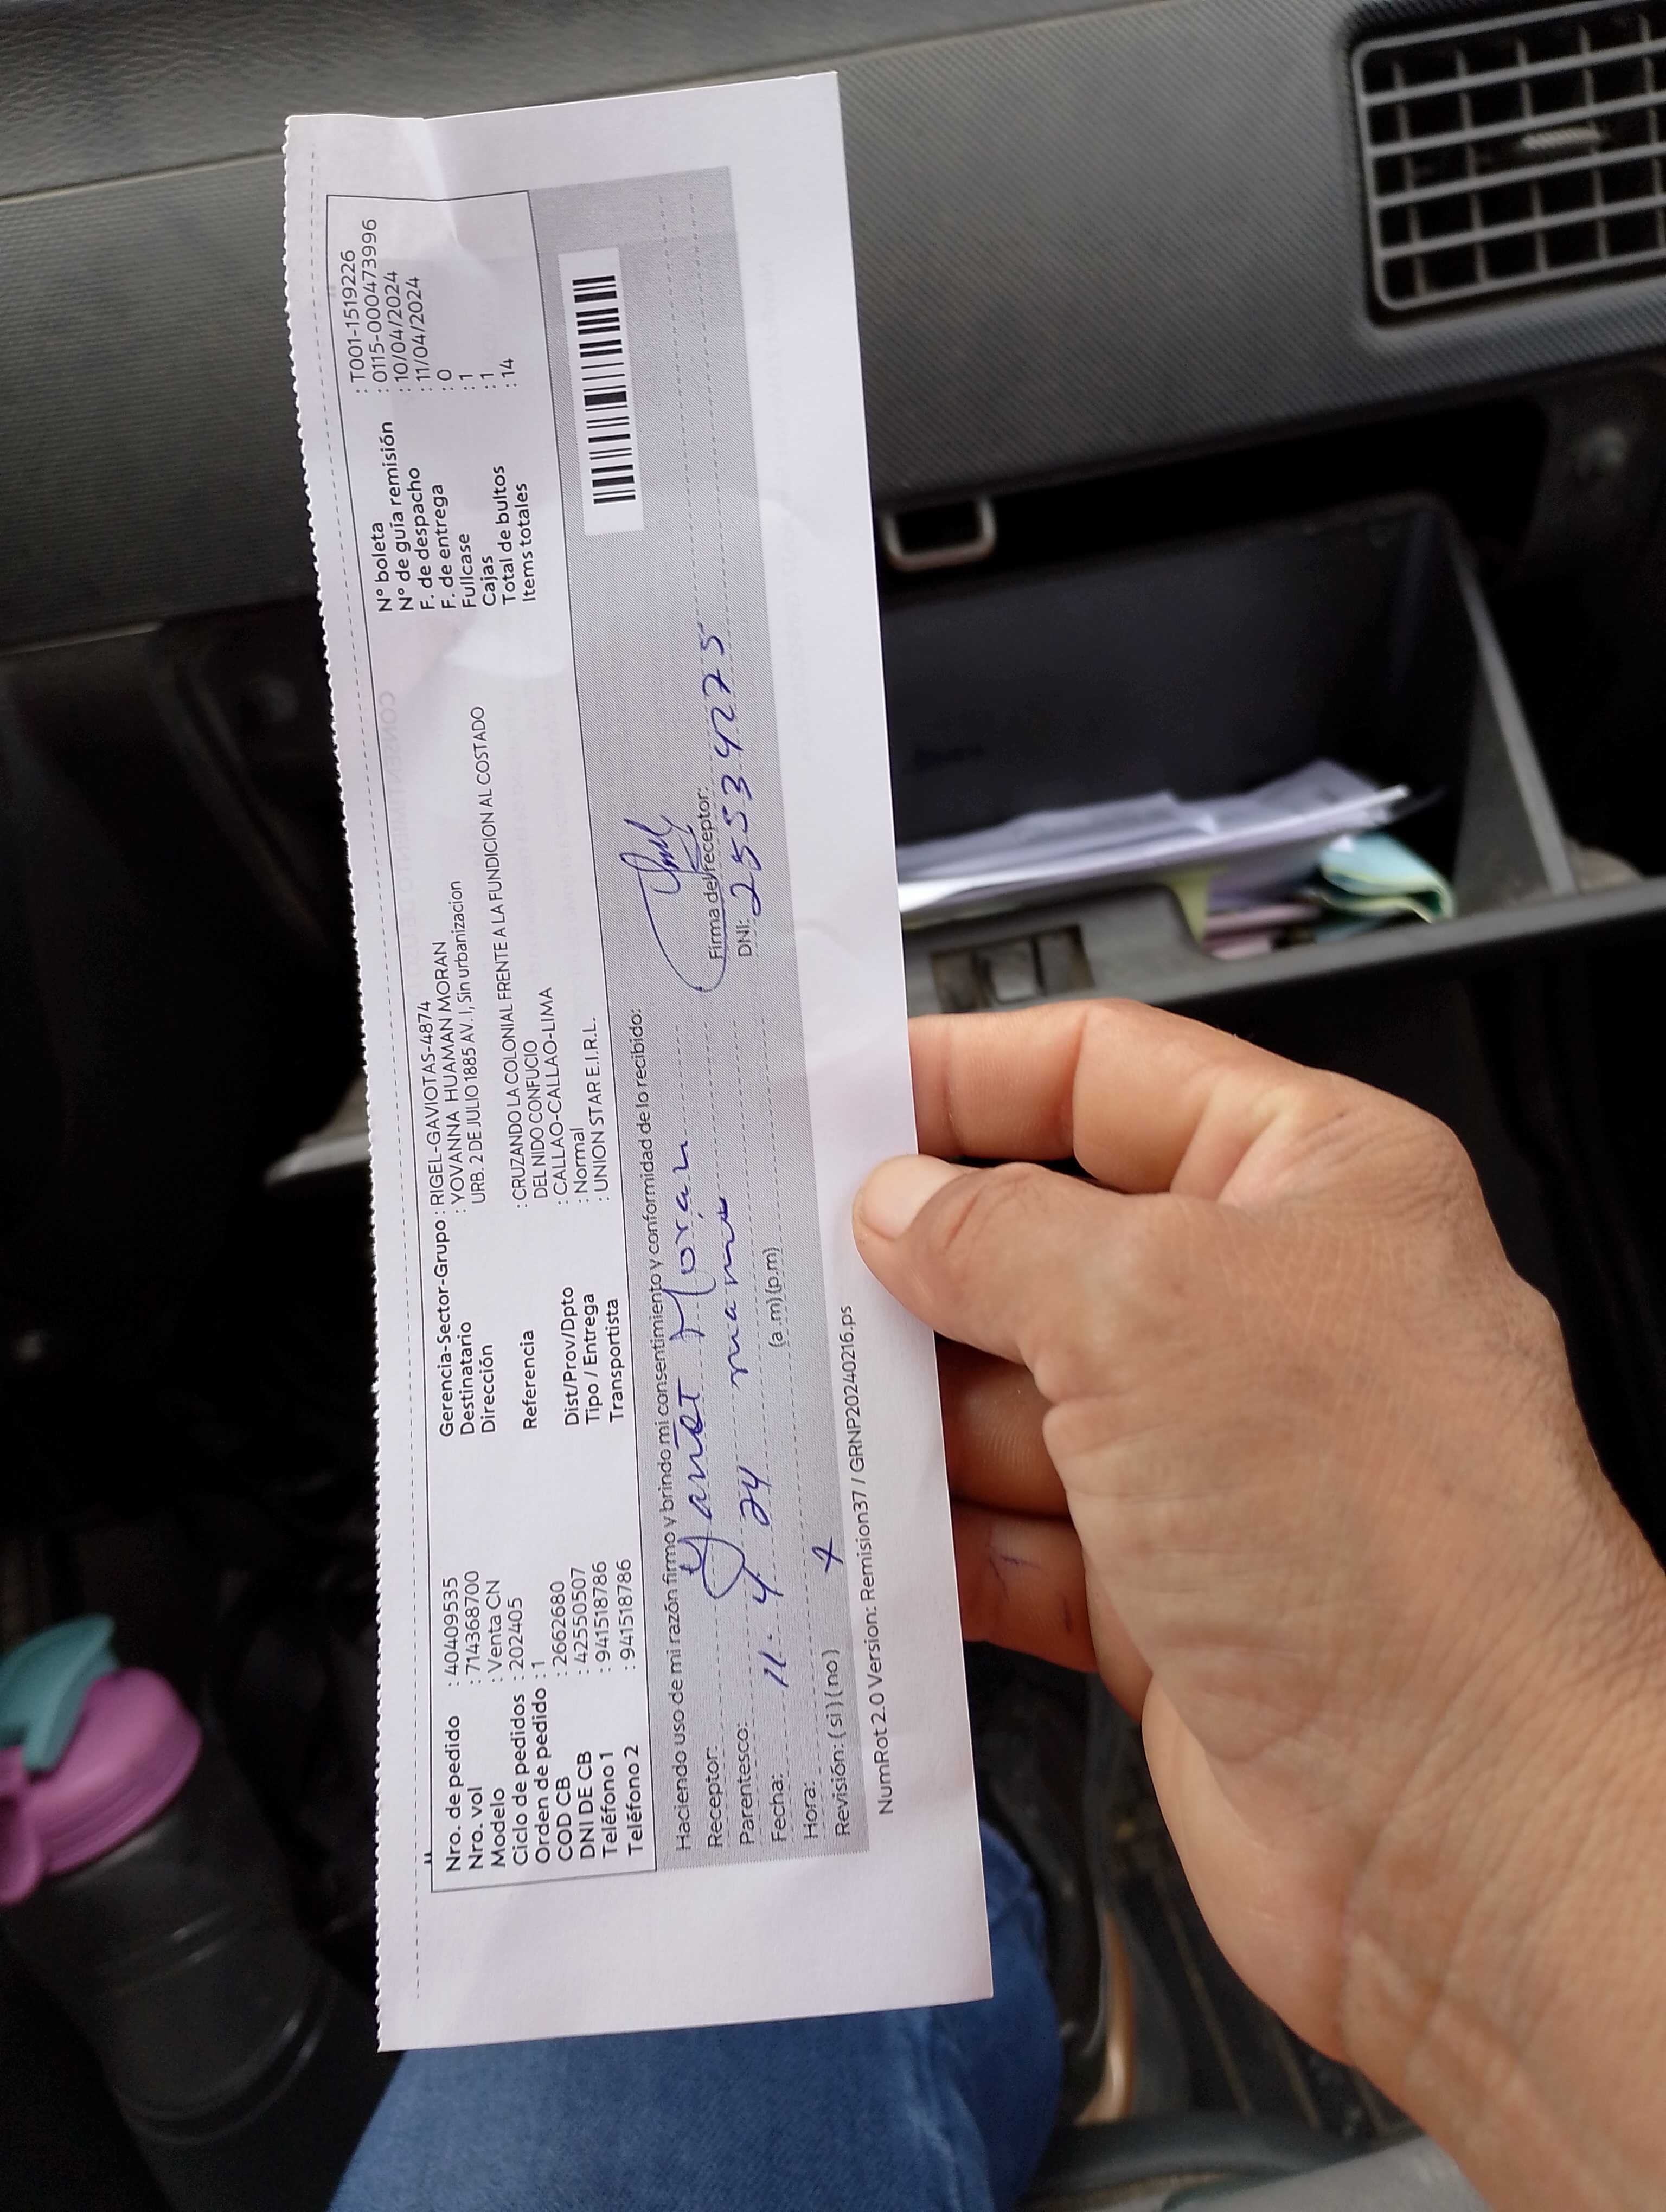 Nro. de pedido : 40409535
Nro. vol : 714368700
Modelo : Venta CN
Ciclo de pedidos : 202405
Orden de pedido : 1
COD CB : 2662680
DNI DE CB : 42550507
Teléfono 1 : 941518786
Teléfono 2 : 941518786
Gerencia-Sector-Grupo : RIGEL-GAVIOTAS-4874
Destinatario : YOVANNA HUAMAN MORAN
Dirección URB. 2 DE JULIO 1885 AV. I, Sin urbanizacion
Referencia : CRUZANDO LA COLONIAL FRENTE A LA FUNDICION AL COSTADO
DEL NIDO CONFUCIO
Dist/Prov/Dpto : CALLAO-CALLAO-LIMA
Tipo / Entrega : Normal
Transportista : UNION STAR E.I.R.L.
N° boleta : T001-1519226
N° de guía remisión : 0115-0000473996
F. de despacho : 10/04/2024
F. de entrega : 11/04/2024
Fullcase : 0
Cajas : 1
Total de bultos : 1
Items totales : 14
Haciendo uso de mi razón firmo y brindo mi consentimiento y conformidad de lo recibido:
Receptor: Yanet Moran
Parentesco: mama
Fecha: 11. 4 24
Hora: (a.m)(p.m)
Revisión: (si)(no) x
Firma del receptor:
DNI: 25534225
NumRot 2.0 Version: Remision37 / GRNP20240216.ps